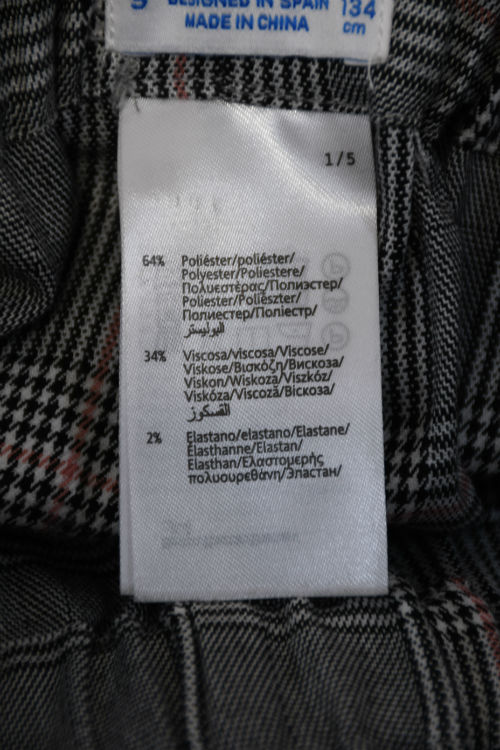 9 DESIGNED IN SPAIN 134
MADE IN CHINA cm
1/5
64% Poliéster/poliéster/
Polyester/Poliestere/
Πολυεστέρας/Полиэстер/
Poliester/Poliészter/
Полиестер/Поліестр/
البوليستر
34% Viscosa/viscosa/Viscose/
Viskose/Βισκόζη/Вискоза/
Viskon/Wiskoza/Viszkóz/
Viskóza/Viscoză/Віскоза/
الفسكوز
2% Elastano/elastano/Elastane/
Élasthanne/Elastan/
Elasthan/Ελαστομερής
πολυουρεθάνη/Эластан/